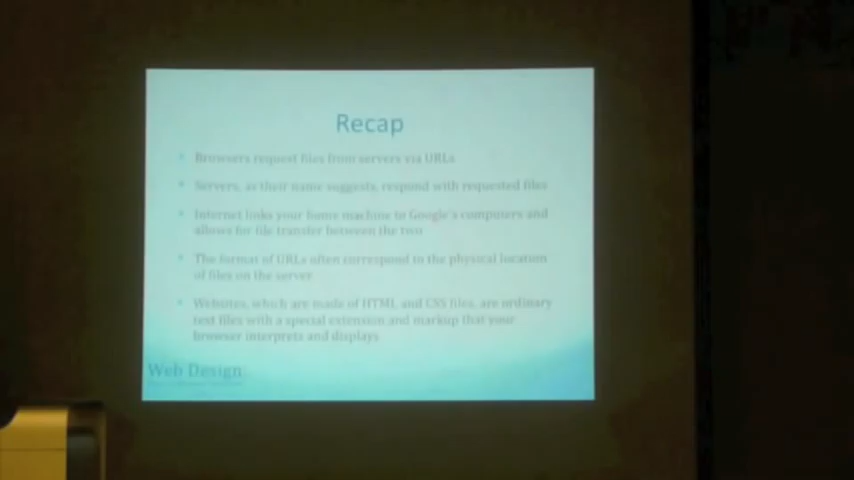 Recap
Browsers request files from servers via URLs
Servers, as their name suggests, respond with requested files
Internet links your home machine to Google's computers and
allows for file transfer between the two
The format of URLs often correspond to the physical location
of files on the server
Websites, which are made of HTML and CSS files, are ordinary
text files with a special extension and markup that your
browser interprets and displays
Web Design